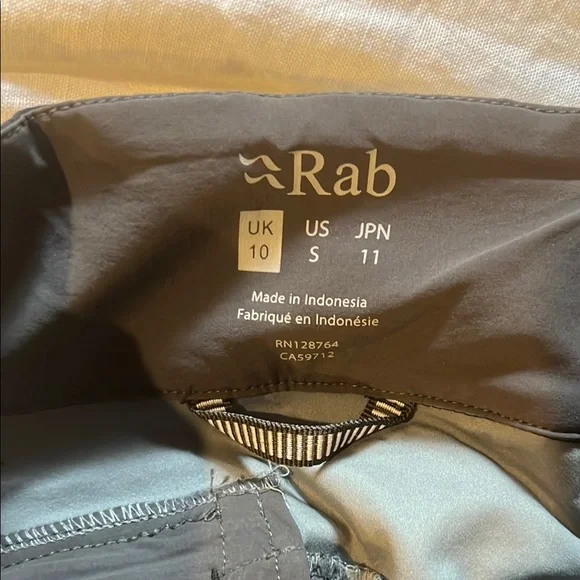 Rab
UK US JPN
10 S 11
Made in Indonesia
Fabriqué en Indonésie
RN128764
CA59712